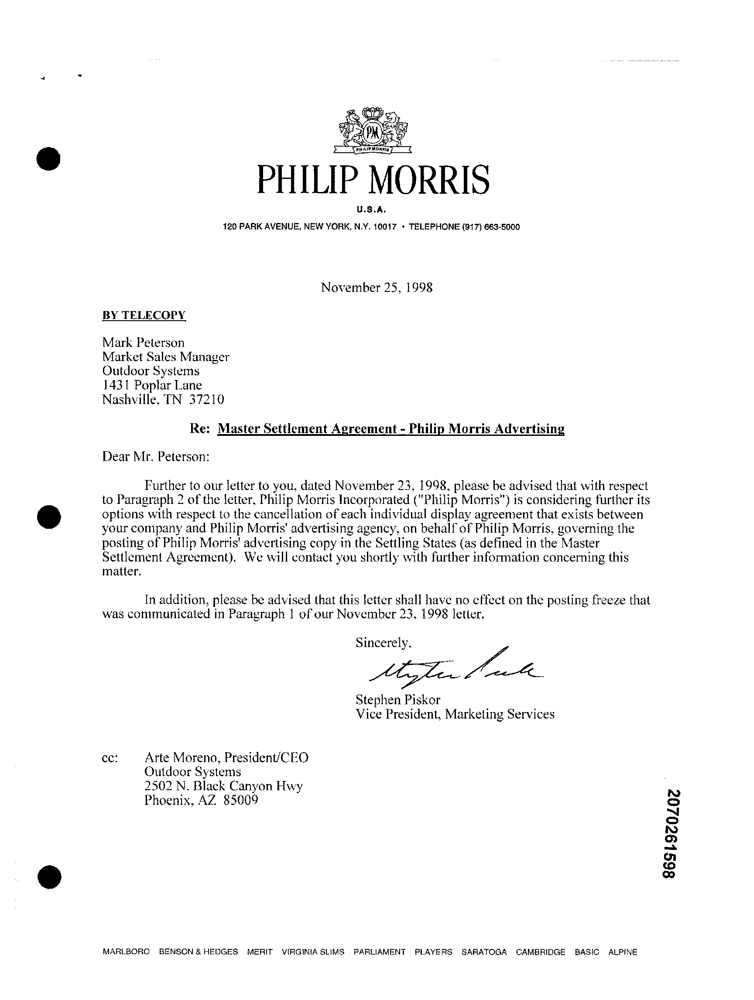 PM
PHILIP MORRIS
PHILIP MORRIS
U.S.A.
120 PARK AVENUE, NEW YORK, N.Y. 10017 • TELEPHONE (917) 663-5000
November 25, 1998
BY TELECOPY
Mark Peterson
Market Sales Manager
Outdoor Systems
1431 Poplar Lane
Nashville, TN 37210
Re: Master Settlement Agreement - Philip Morris Advertising
Dear Mr. Peterson:
Further to our letter to you, dated November 23, 1998, please be advised that with respect
to Paragraph 2 of the letter, Philip Morris Incorporated ("Philip Morris") is considering further its
options with respect to the cancellation of each individual display agreement that exists between
your company and Philip Morris' advertising agency, on behalf of Philip Morris, governing the
posting of Philip Morris' advertising copy in the Settling States (as defined in the Master
Settlement Agreement). We will contact you shortly with further information concerning this
matter.
In addition, please be advised that this letter shall have no effect on the posting freeze that
was communicated in Paragraph 1 of our November 23, 1998 letter.
Sincerely,
Stephen Piskor
Vice President, Marketing Services
cc: Arte Moreno, President/CEO
Outdoor Systems
2502 N. Black Canyon Hwy
Phoenix, AZ 85009
2070261598
MARLBORO BENSON & HEDGES MERIT VIRGINIA SLIMS PARLIAMENT PLAYERS SARATOGA CAMBRIDGE BASIC ALPINE